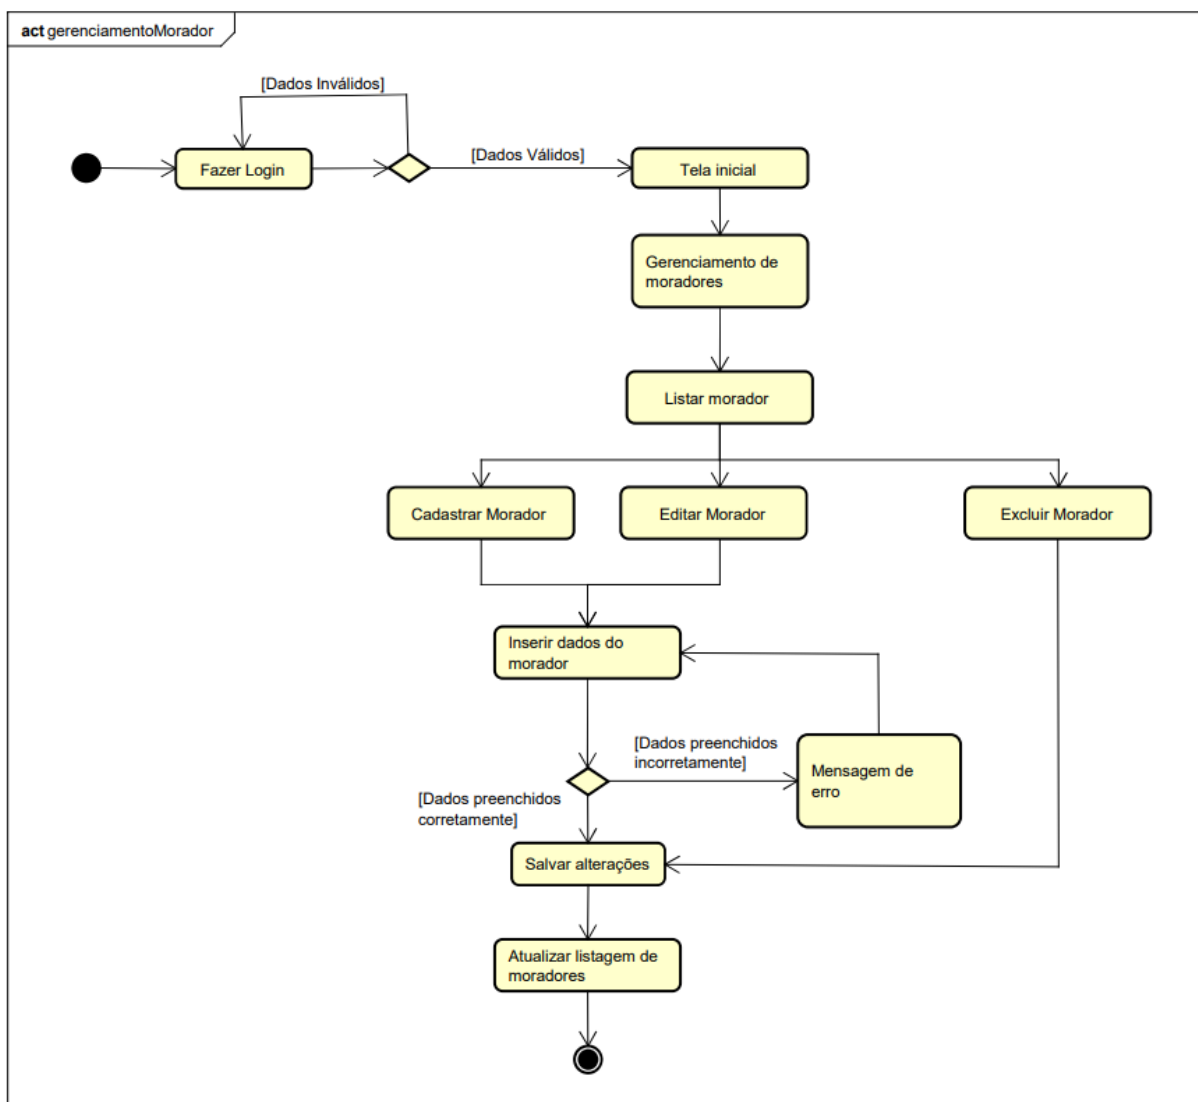 act gerenciamentoMorador
[Dados Inválidos]
Fazer Login
[Dados Válidos]
Tela inicial
Gerenciamento de
moradores
Listar morador
Cadastrar Morador
Editar Morador
Excluir Morador
Inserir dados do
morador
[Dados preenchidos
incorretamente]
Mensagem de
erro
[Dados preenchidos
corretamente]
Salvar alterações
Atualizar listagem de
moradores